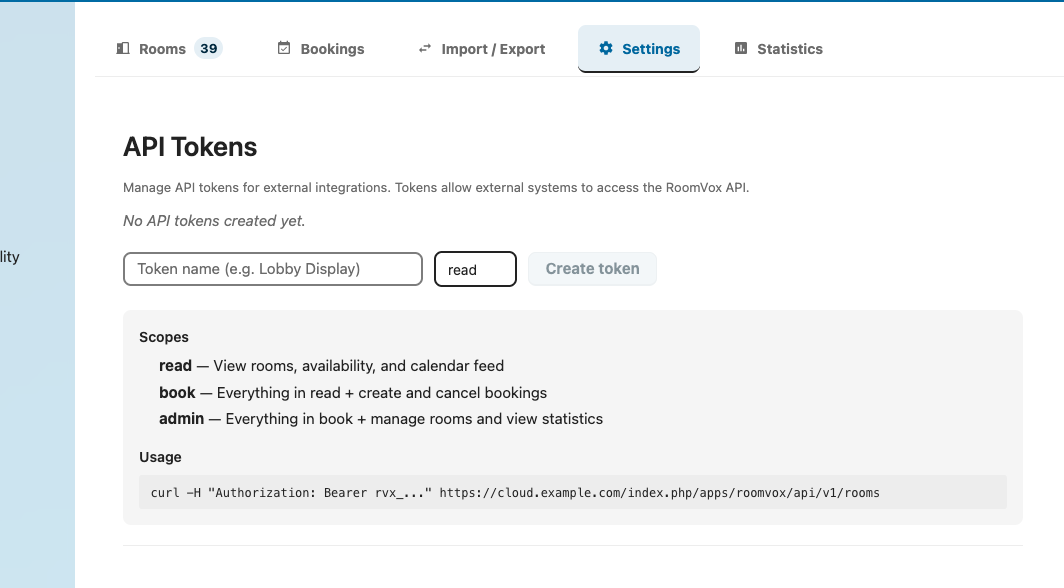 Rooms 39 Bookings Import / Export Settings Statistics
API Tokens
Manage API tokens for external integrations. Tokens allow external systems to access the RoomVox API.
No API tokens created yet.
lity
Token name (e.g. Lobby Display) read Create token
Scopes
read — View rooms, availability, and calendar feed
book — Everything in read + create and cancel bookings
admin — Everything in book + manage rooms and view statistics
Usage
curl -H "Authorization: Bearer rvx_..." https://cloud.example.com/index.php/apps/roomvox/api/v1/rooms